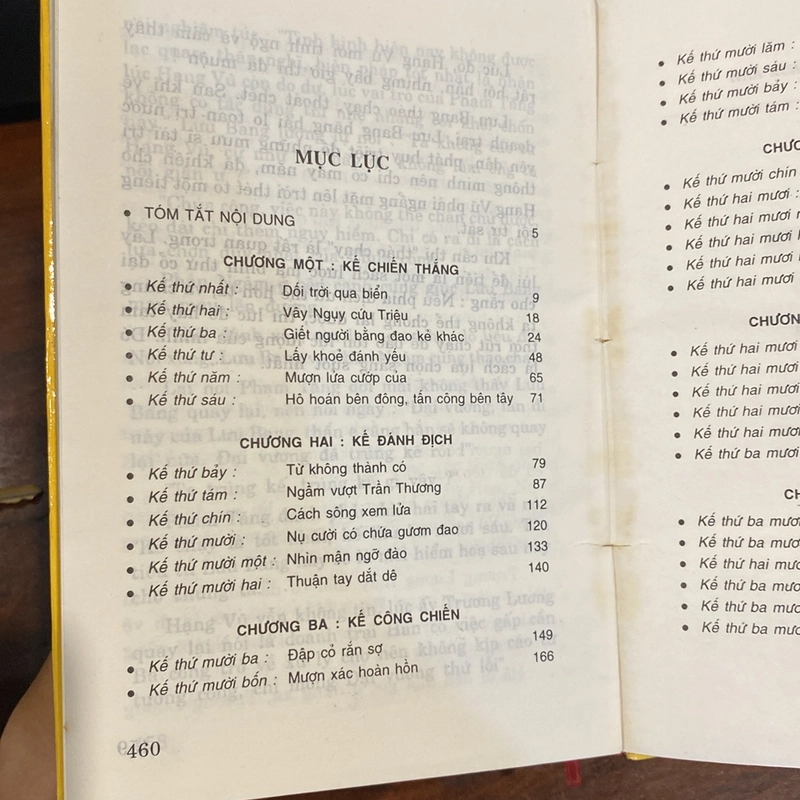 MỤC LỤC
• TÓM TẮT NỘI DUNG 5
CHƯƠNG MỘT : KẾ CHIẾN THẮNG
• Kế thứ nhất : Dối trời qua biển 9
• Kế thứ hai : Vây Ngụy cứu Triệu 18
• Kế thứ ba : Giết người bằng đao kẻ khác 24
• Kế thứ tư : Lấy khoẻ đánh yếu 48
• Kế thứ năm : Mượn lửa cướp của 65
• Kế thứ sáu : Hô hoán bên đông, tấn công bên tây 71
CHƯƠNG HAI : KẾ ĐÁNH ĐỊCH
• Kế thứ bảy : Từ không thành có 79
• Kế thứ tám : Ngầm vượt Trần Thương 87
• Kế thứ chín : Cách sông xem lửa 112
• Kế thứ mười : Nụ cười có chứa gươm đao 120
• Kế thứ mười một : Nhìn mận ngỡ đào 133
• Kế thứ mười hai : Thuận tay dắt dê 140
CHƯƠNG BA : KẾ CÔNG CHIẾN
• Kế thứ mười ba : Đập cỏ rắn sợ 149
• Kế thứ mười bốn : Mượn xác hoàn hồn 166
460
• Kế thứ mười lăm :
• Kế thứ mười sáu :
• Kế thứ mười bảy :
• Kế thứ mười tám :
• Kế thứ mười chín
• Kế thứ hai mươi :
• Kế thứ hai mươi
• Kế thứ hai mươi
• Kế thứ hai mươi
• Kế thứ hai mươi
• Kế thứ hai mươi
• Kế thứ hai mươi
• Kế thứ hai mươi
• Kế thứ hai mươi
• Kế thứ hai mươi
• Kế thứ ba mươi
• Kế thứ ba mươi
• Kế thứ ba mươi
• Kế thứ hai
• Kế thứ ba
• Kế thứ ba
• Kế thứ ba